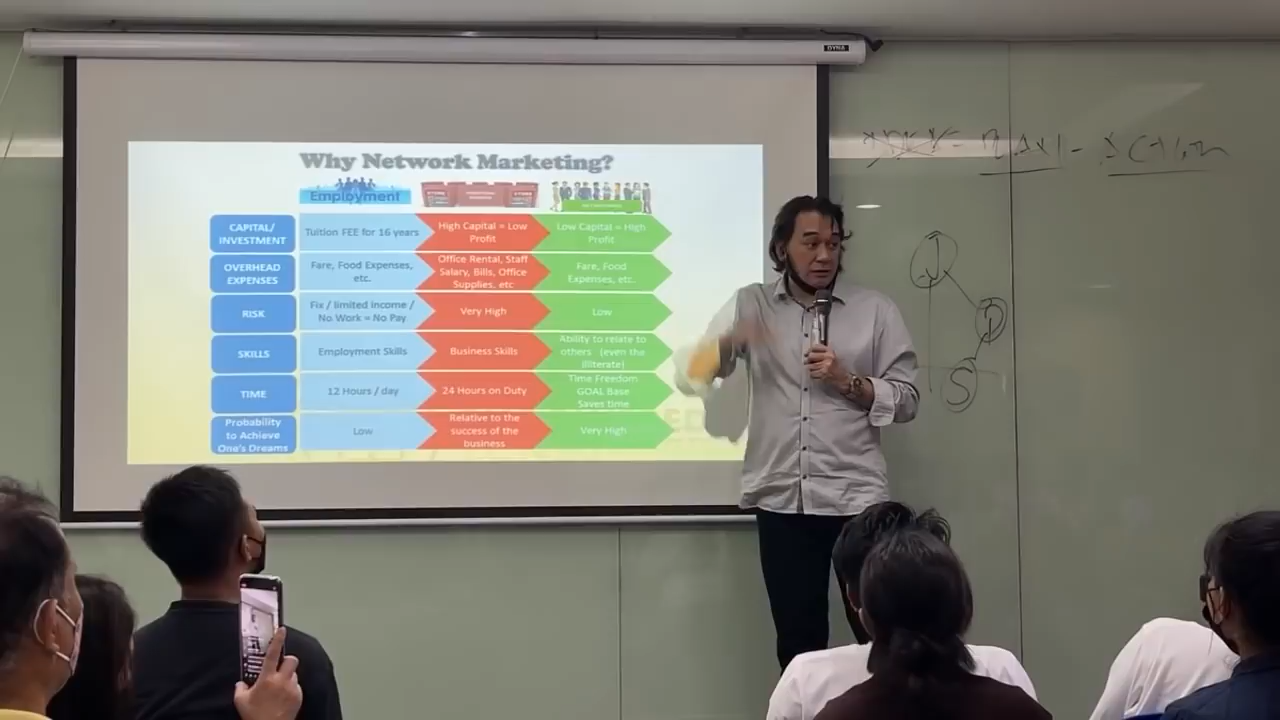 DYNA
Why Network Marketing?
Employment
CAPITAL/
INVESTMENT
Tuition FEE for 16 years
High Capital = Low
Profit
Low Capital = High
Profit
OVERHEAD
EXPENSES
Fare, Food Expenses,
etc.
Office Rental, Staff
Salary, Bills, Office
Supplies, etc
Fare, Food
Expenses, etc.
RISK
Fix / limited income /
No Work = No Pay
Very High
Low
SKILLS
Employment Skills
Business Skills
Ability to relate to
others (even the
illiterate)
TIME
12 Hours / day
24 Hours on Duty
Time Freedom
GOAL Base
Saves time
Probability
to Achieve
One's Dreams
Low
Relative to the
success of the
business
Very High
J
D
S